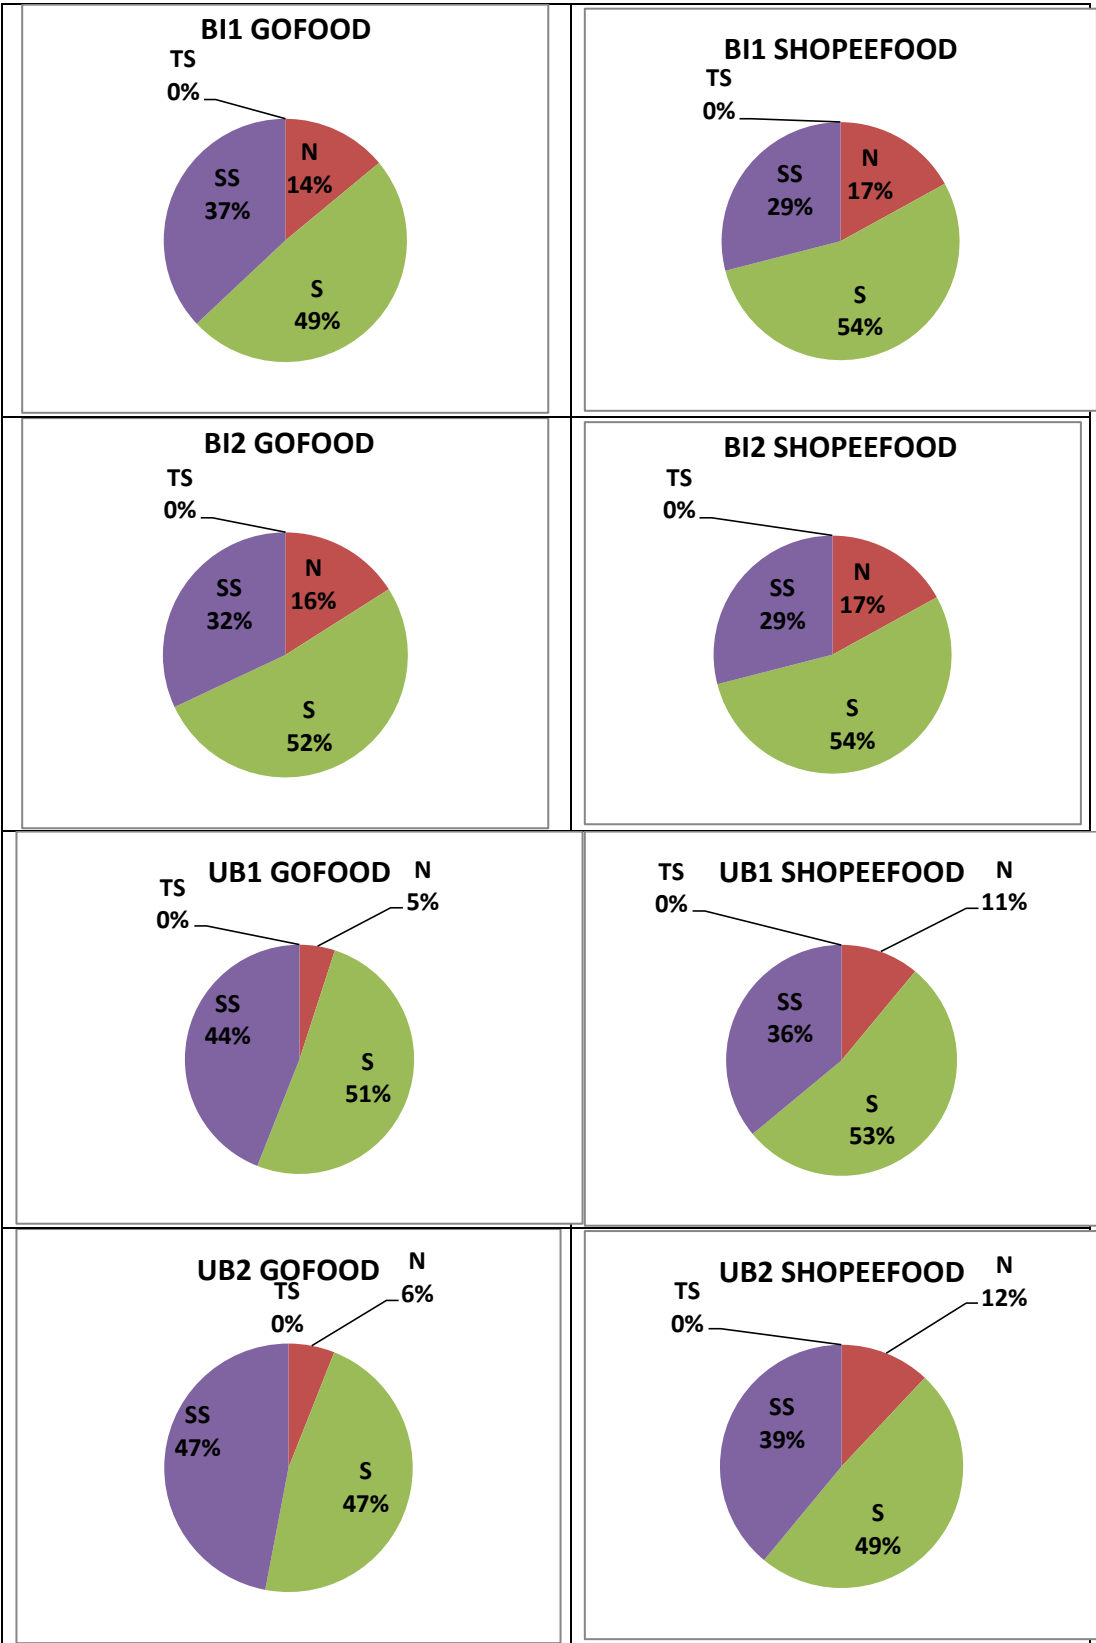 BI1 GOFOOD
TS
0%
N
14%
SS
37%
S
49%
BI1 SHOPEEFOOD
TS
0%
N
17%
SS
29%
S
54%
BI2 GOFOOD
TS
0%
N
16%
SS
32%
S
52%
BI2 SHOPEEFOOD
TS
0%
N
17%
SS
29%
S
54%
UB1 GOFOOD
TS
0%
N
5%
SS
44%
S
51%
UB1 SHOPEEFOOD
TS
0%
N
11%
SS
36%
S
53%
UB2 GOFOOD
TS
0%
N
6%
SS
47%
S
47%
UB2 SHOPEEFOOD
TS
0%
N
12%
SS
39%
S
49%